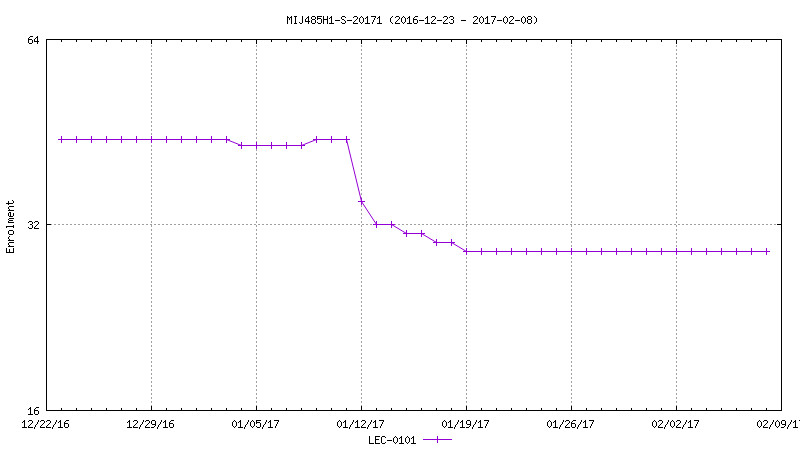 MIJ485H1-S-20171 (2016-12-23 - 2017-02-08)
64
32
16
Enrolment
12/22/16 12/29/16 01/05/17 01/12/17 01/19/17 01/26/17 02/02/17 02/09/1
LEC-0101